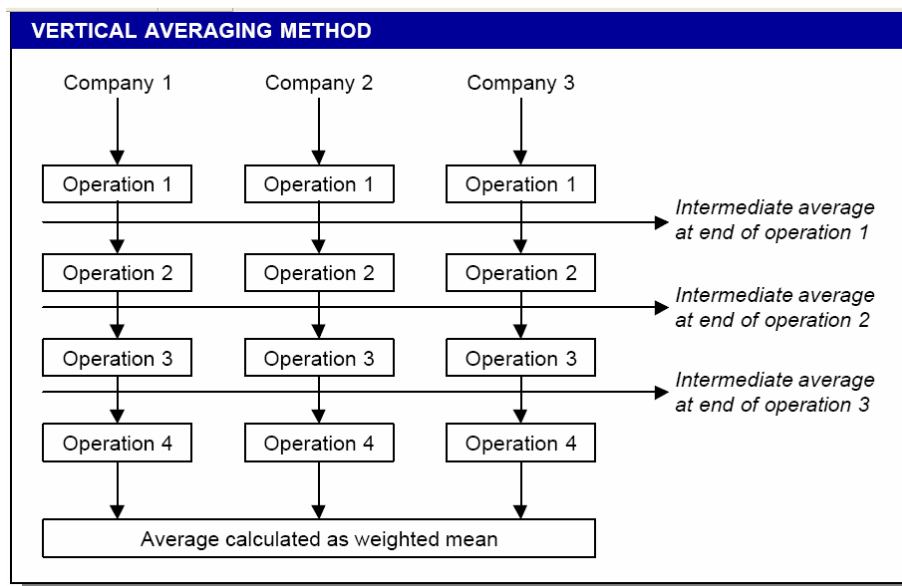 VERTICAL AVERAGING METHOD
Company 1
Company 2
Company 3
Operation 1
Operation 1
Operation 1
Intermediate average
at end of operation 1
Operation 2
Operation 2
Operation 2
Intermediate average
at end of operation 2
Operation 3
Operation 3
Operation 3
Intermediate average
at end of operation 3
Operation 4
Operation 4
Operation 4
Average calculated as weighted mean